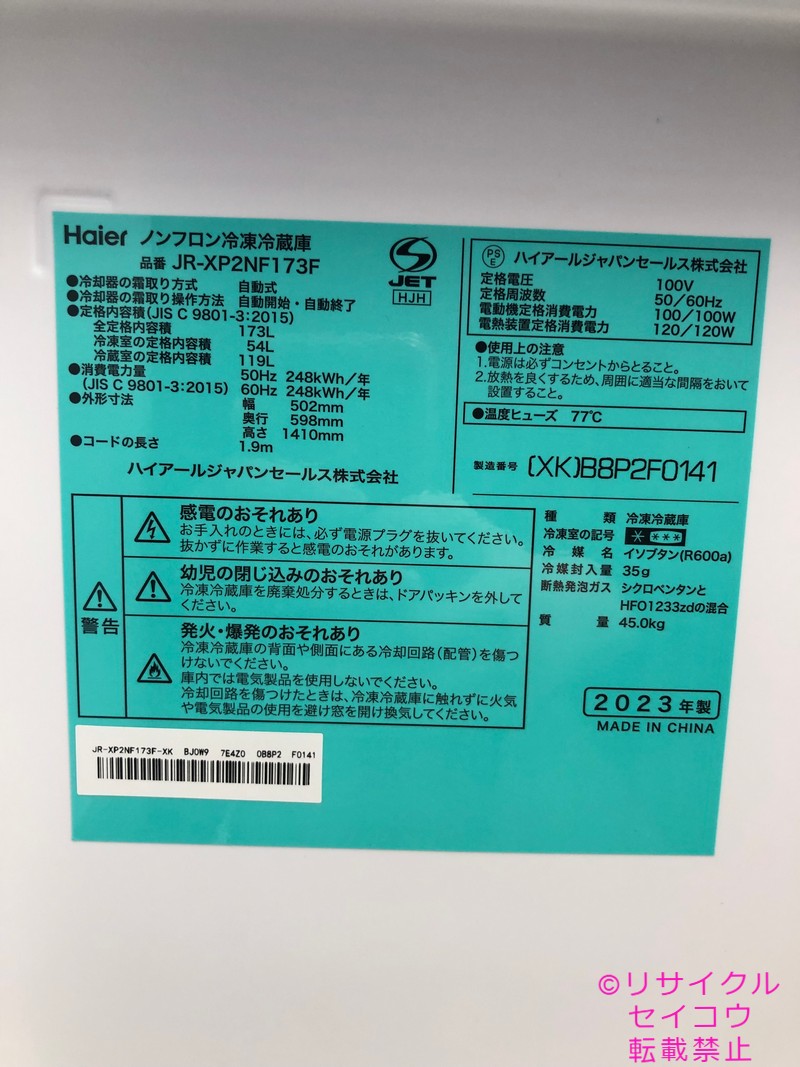 Haier ノンフロン冷凍冷蔵庫
品番 JR-XP2NF173F
●冷却器の霜取り方式 自動式
●冷却器の霜取り操作方法 自動開始・自動終了
●定格内容積(JIS C 9801-3:2015)
全定格内容積 173L
冷凍室の定格内容積 54L
冷蔵室の定格内容積 119L
●消費電力量 50Hz 248kWh/年
(JIS C 9801-3:2015) 60Hz 248kWh/年
●外形寸法 幅 502mm
奥行 598mm
高さ 1410mm
●コードの長さ 1.9m
ハイアールジャパンセールス株式会社
JET
HJH
PS E ハイアールジャパンセールス株式会社
定格電圧 100V
定格周波数 50/60Hz
電動機定格消費電力 100/100W
電熱装置定格消費電力 120/120W
●使用上の注意
1.電源は必ずコンセントからとること。
2.放熱を良くするため、周囲に適当な間隔をおいて
設置すること。
●温度ヒューズ 77℃
製造番号 (XK)B8P2F0141
警告
感電のおそれあり
お手入れのときには、必ず電源プラグを抜いてください。
抜かずに作業すると感電のおそれがあります。
幼児の閉じ込みのおそれあり
冷凍冷蔵庫を廃棄処分するときは、ドアパッキンを外して
ください。
発火・爆発のおそれあり
冷凍冷蔵庫の背面や側面にある冷却回路(配管)を傷つ
けないでください。
庫内では電気製品を使用しないでください。
冷却回路を傷つけたときは、冷凍冷蔵庫に触れずに火気
や電気製品の使用を避け窓を開け換気してください。
種類 冷凍冷蔵庫
冷凍室の記号 * ***
冷媒名 イソブタン(R600a)
冷媒封入量 35g
断熱発泡ガス シクロペンタンと
HFO1233zdの混合
質量 45.0kg
2023年製
MADE IN CHINA
JR-XP2NF173F-XK BJ0W9 7E4Z0 0B8P2 F0141
©リサイクル
セイコウ
転載禁止